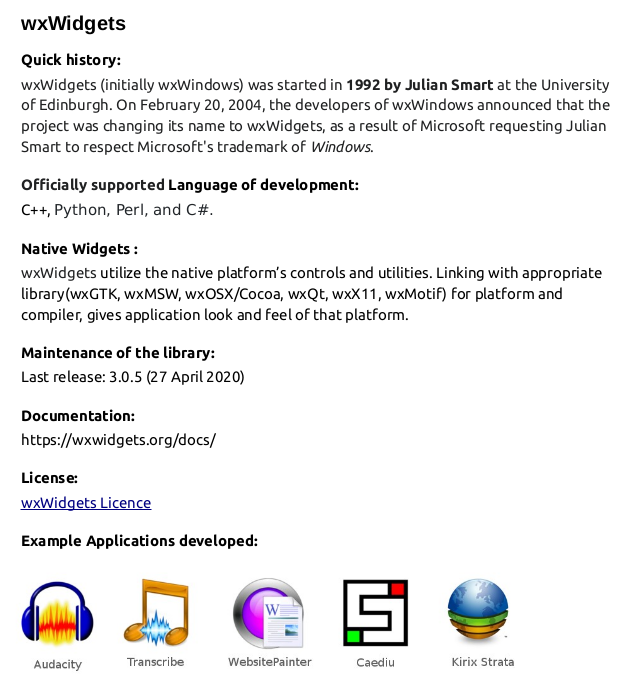 wxWidgets
Quick history:
wxWidgets (initially wxWindows) was started in 1992 by Julian Smart at the University
of Edinburgh. On February 20, 2004, the developers of wxWindows announced that the
project was changing its name to wxWidgets, as a result of Microsoft requesting Julian
Smart to respect Microsoft's trademark of Windows.
Officially supported Language of development:
C++, Python, Perl, and C#.
Native Widgets :
wxWidgets utilize the native platform’s controls and utilities. Linking with appropriate
library(wxGTK, wxMSW, wxOSX/Cocoa, wxQt, wxX11, wxMotif) for platform and
compiler, gives application look and feel of that platform.
Maintenance of the library:
Last release: 3.0.5 (27 April 2020)
Documentation:
https://wxwidgets.org/docs/
License:
wxWidgets Licence
Example Applications developed:
W
Audacity Transcribe WebsitePainter Caediu Kirix Strata